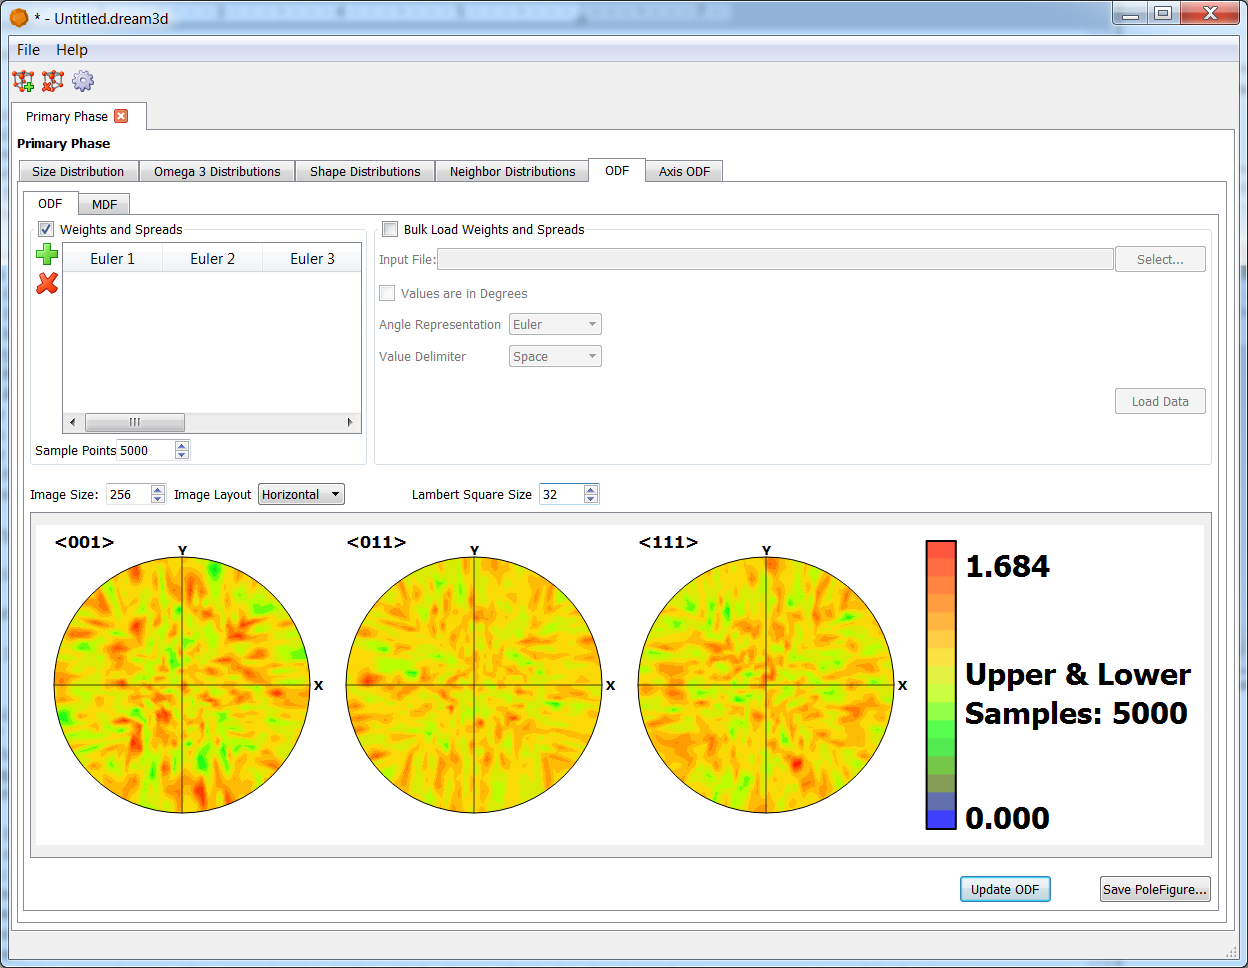 * - Untitled.dream3d
File Help
Primary Phase
Primary Phase
Size Distribution Omega 3 Distributions Shape Distributions Neighbor Distributions ODF Axis ODF
ODF MDF
Weights and Spreads
Euler 1 Euler 2 Euler 3
Sample Points 5000
Bulk Load Weights and Spreads
Input File: Select...
Values are in Degrees
Angle Representation Euler
Value Delimiter Space
Load Data
Image Size: 256 Image Layout Horizontal Lambert Square Size 32
<001> <011> <111>
Y Y Y
X X X
1.684
Upper & Lower
Samples: 5000
0.000
Update ODF Save PoleFigure...